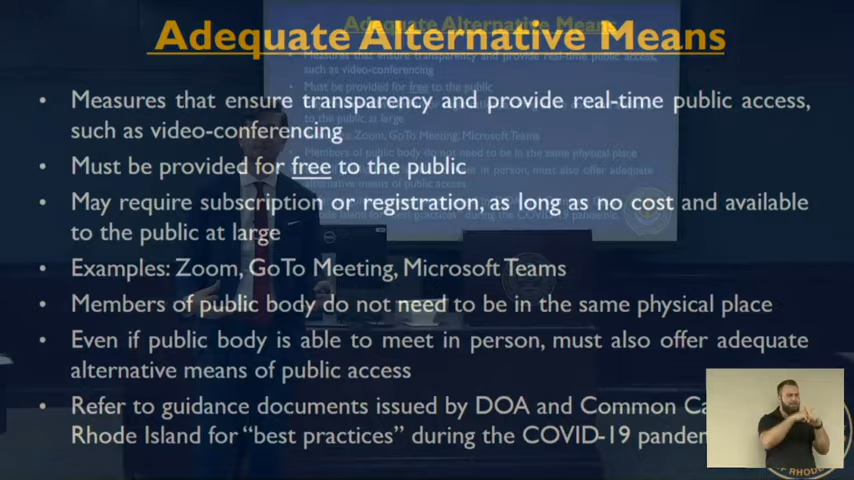 Adequate Alternative Means
• Measures that ensure transparency and provide real-time public access,
such as video-conferencing
• Must be provided for free to the public
• May require subscription or registration, as long as no cost and available
to the public at large
• Examples: Zoom, GoTo Meeting, Microsoft Teams
• Members of public body do not need to be in the same physical place
• Even if public body is able to meet in person, must also offer adequate
alternative means of public access
• Refer to guidance documents issued by DOA and Common
Rhode Island for “best practices” during the COVID-19